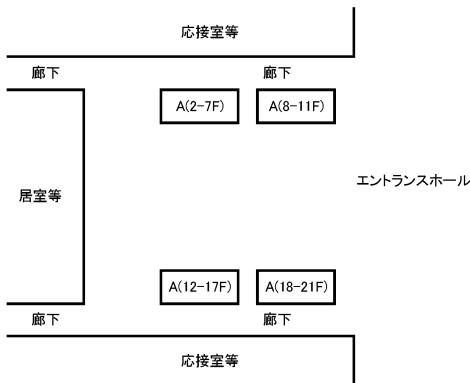 応接室等
廊下 廊下
A(2-7F) A(8-11F)
エントランスホール
居室等
A(12-17F) A(18-21F)
廊下 廊下
応接室等